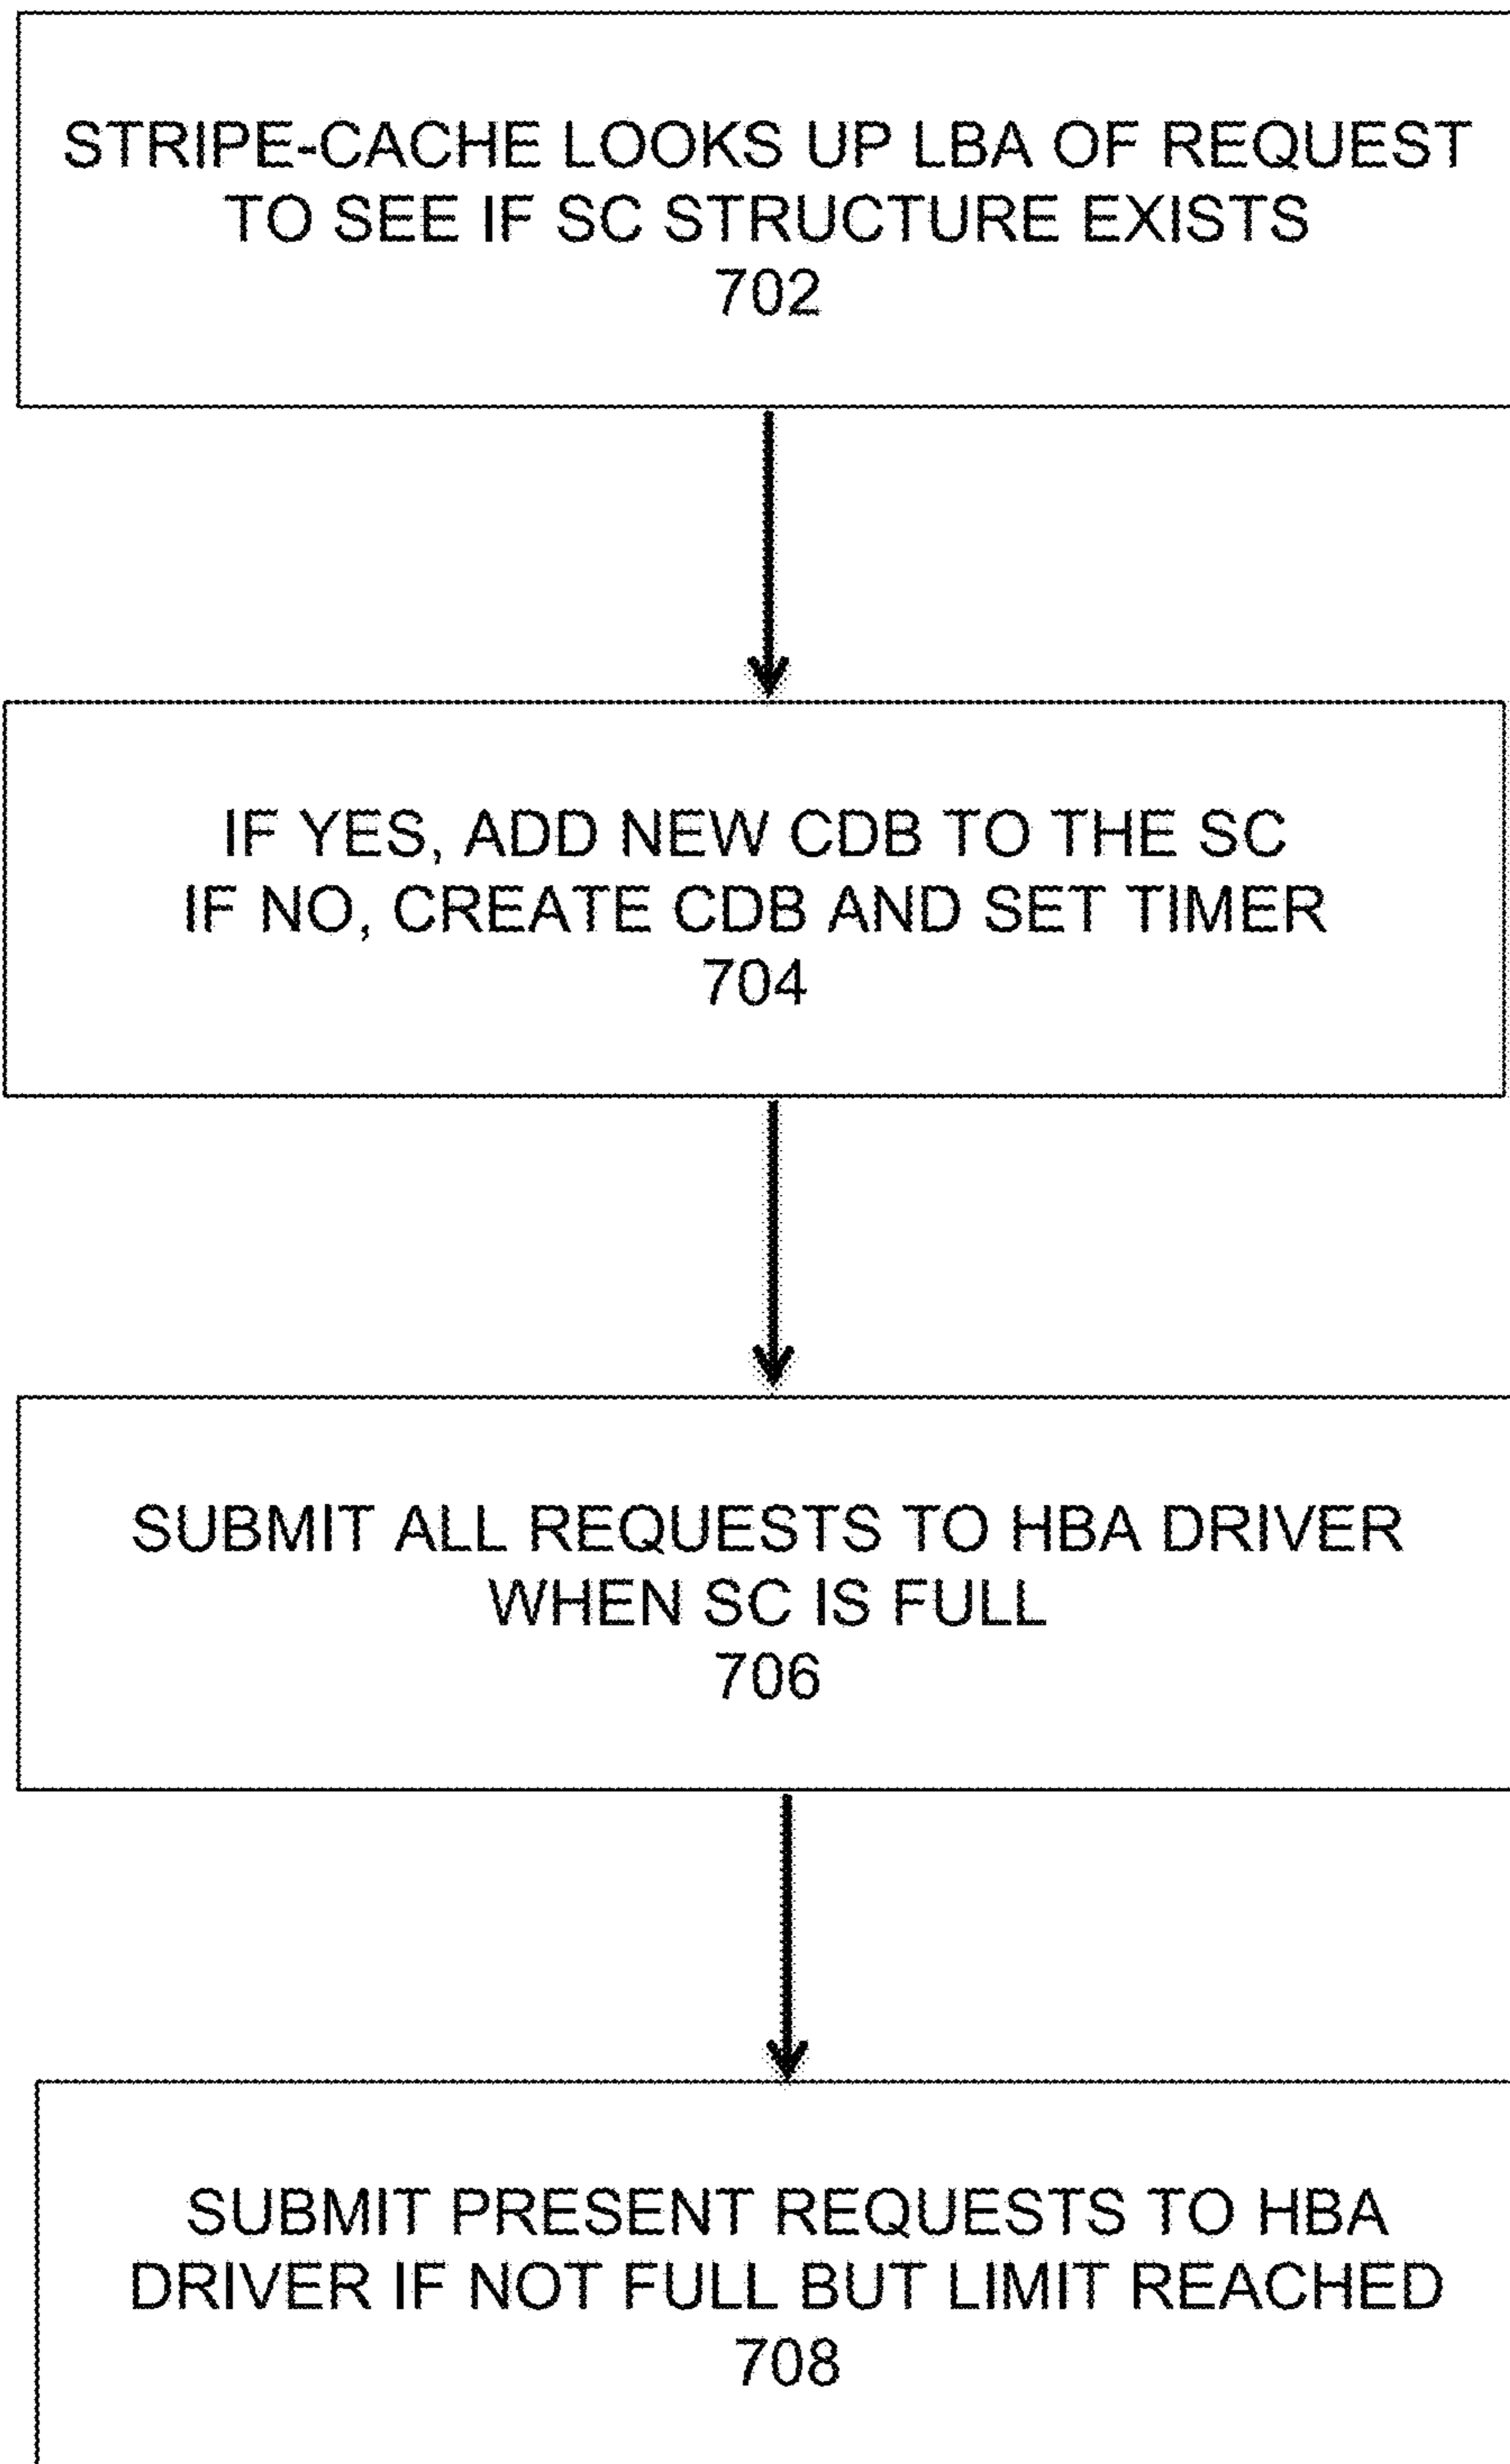 STRIPE-CACHE LOOKS UP LBA OF REQUEST
TO SEE IF SC STRUCTURE EXISTS
702
IF YES, ADD NEW CDB TO THE SC
IF NO, CREATE CDB AND SET TIMER
704
SUBMIT ALL REQUESTS TO HBA DRIVER
WHEN SC IS FULL
706
SUBMIT PRESENT REQUESTS TO HBA
DRIVER IF NOT FULL BUT LIMIT REACHED
708